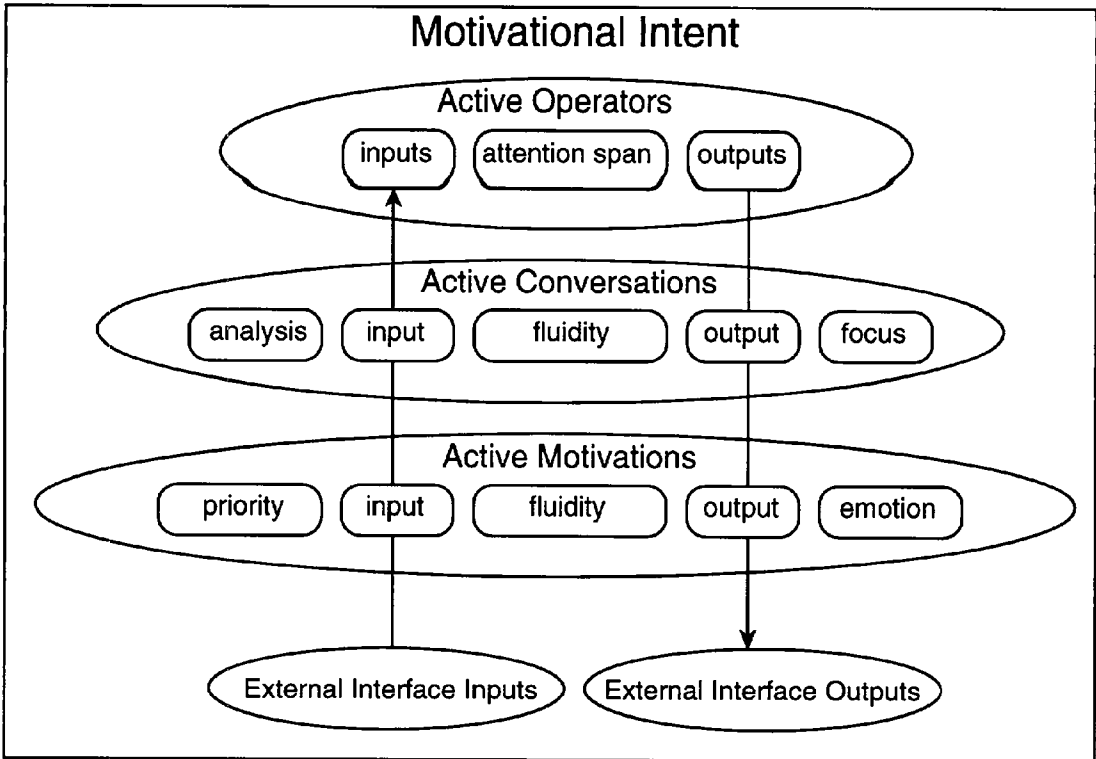 Motivational Intent
Active Operators
inputs attention span outputs
Active Conversations
analysis input fluidity output focus
Active Motivations
priority input fluidity output emotion
External Interface Inputs External Interface Outputs